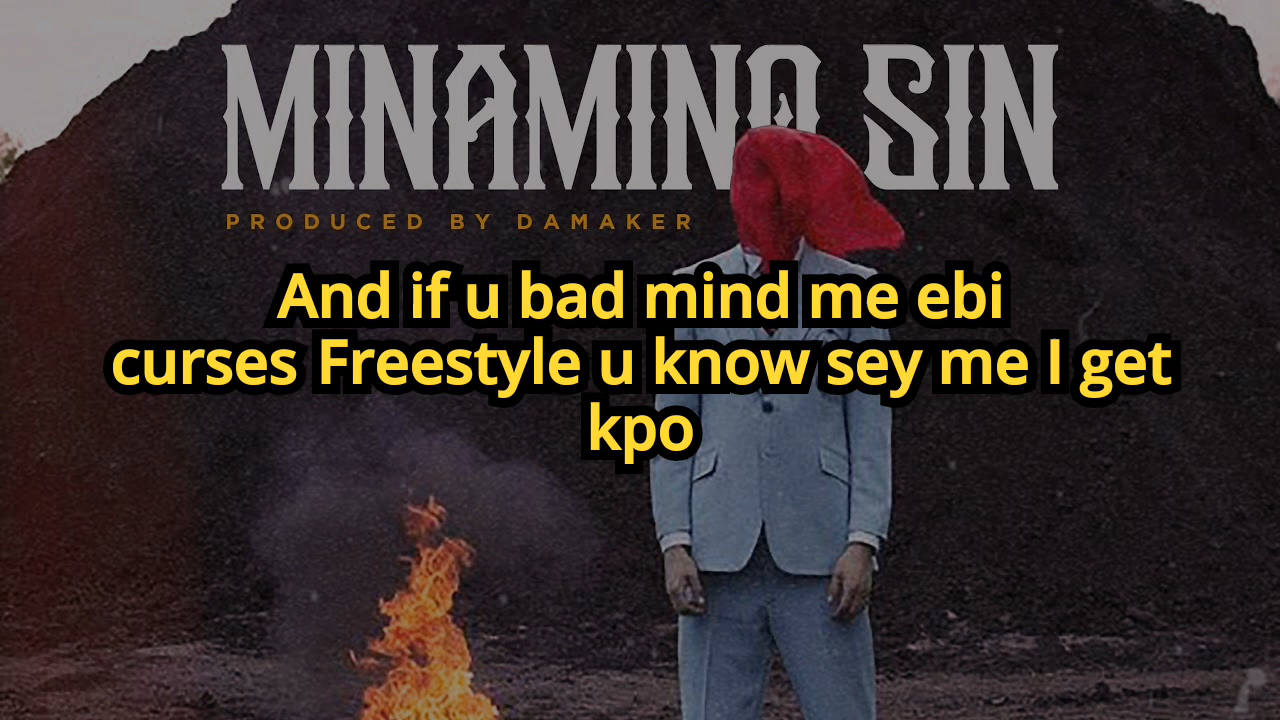 MINAMINO SIN
PRODUCED BY DAMAKER
And if u bad mind me ebi
curses Freestyle u know sey me I get
kpo